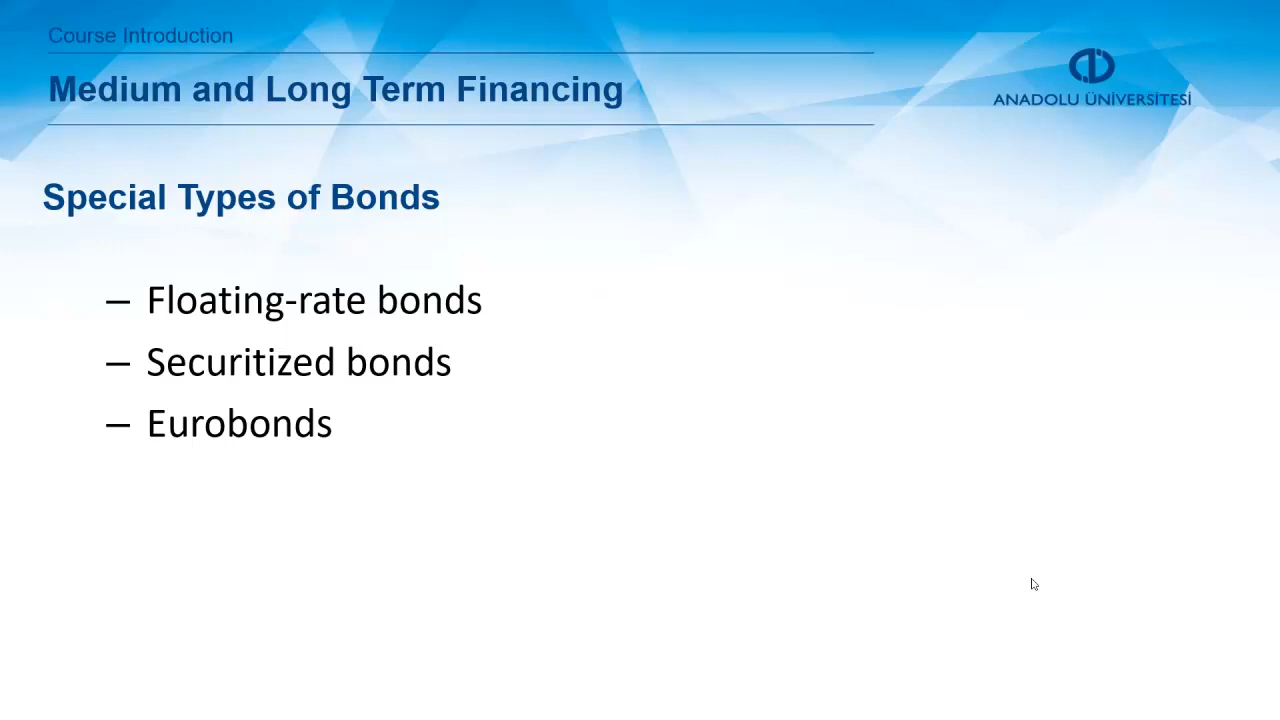 Course Introduction
Medium and Long Term Financing
ANADOLU ÜNİVERSİTESİ
Special Types of Bonds
– Floating-rate bonds
– Securitized bonds
– Eurobonds